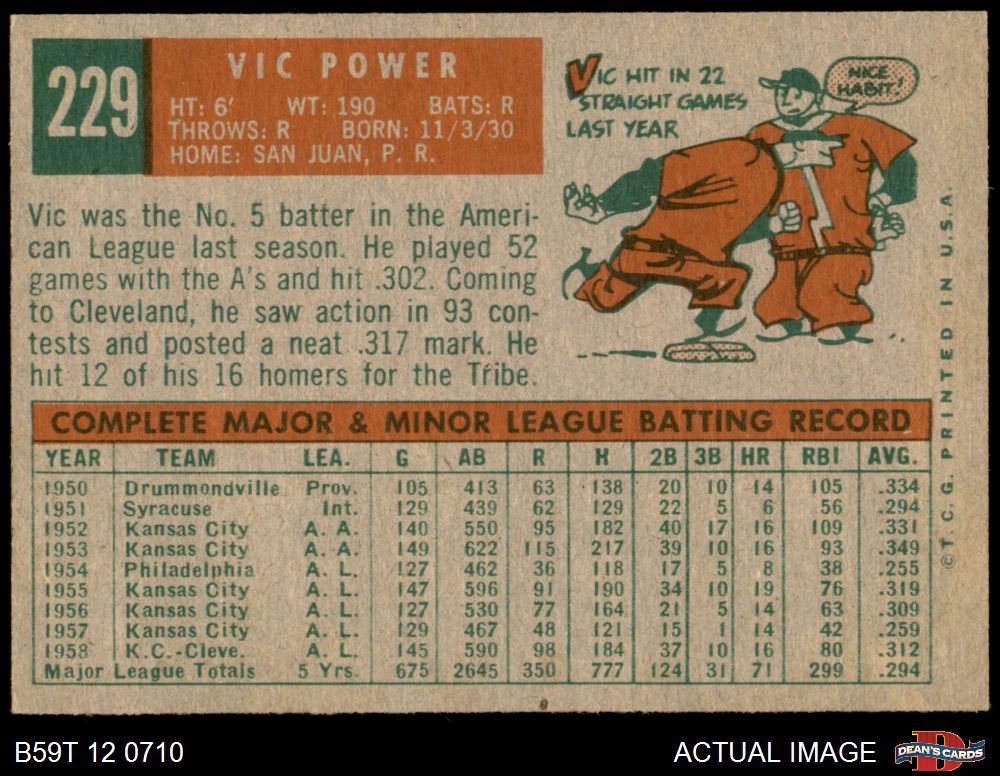 229
VIC POWER
HT: 6' WT: 190 BATS: R
THROWS: R BORN: 11/3/30
HOME: SAN JUAN, P. R.
VIC HIT IN 22
STRAIGHT GAMES
LAST YEAR
NICE
HABIT.
Vic was the No. 5 batter in the Ameri-
can League last season. He played 52
games with the A's and hit .302. Coming
to Cleveland, he saw action in 93 con-
tests and posted a neat .317 mark. He
hit 12 of his 16 homers for the Tribe.
COMPLETE MAJOR & MINOR LEAGUE BATTING RECORD
YEAR TEAM LEA. G AB R H 2B 3B HR RBI AVG.
1950 Drummondville Prov. 105 413 63 138 20 10 14 105 .334
1951 Syracuse Int. 129 439 62 129 22 5 6 56 .294
1952 Kansas City A. A. 140 550 95 182 40 17 16 109 .331
1953 Kansas City A. A. 149 622 115 217 39 10 16 93 .349
1954 Philadelphia A. L. 127 462 36 118 17 5 8 38 .255
1955 Kansas City A. L. 147 596 91 190 34 10 19 76 .319
1956 Kansas City A. L. 127 530 77 164 21 5 14 63 .309
1957 Kansas City A. L. 129 467 48 121 15 1 14 42 .259
1958 K.C.-Cleve. A. L. 145 590 98 184 37 10 16 80 .312
Major League Totals 5 Yrs. 675 2645 350 777 124 31 71 299 .294
©T. C. G. PRINTED IN U.S.A.
B59T 12 0710
ACTUAL IMAGE
DEAN'S CARDS